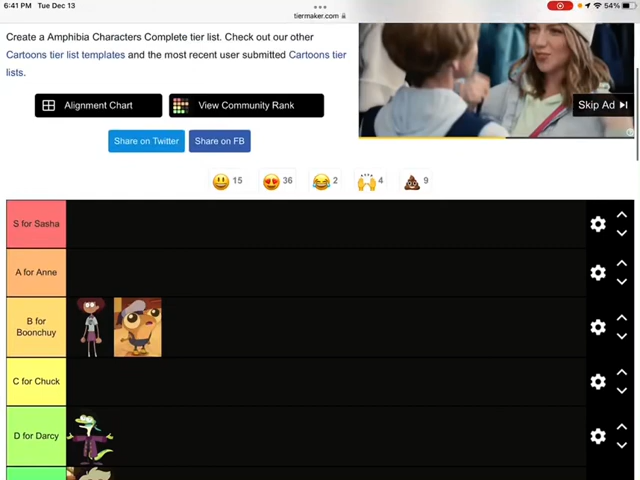 6:41 PM Tue Dec 13
54%
tiermaker.com
Create a Amphibia Characters Complete tier list. Check out our other
Cartoons tier list templates and the most recent user submitted Cartoons tier
lists.
Alignment Chart
View Community Rank
Skip Ad
Share on Twitter
Share on FB
15
36
2
4
9
S for Sasha
A for Anne
B for
Boonchuy
C for Chuck
D for Darcy